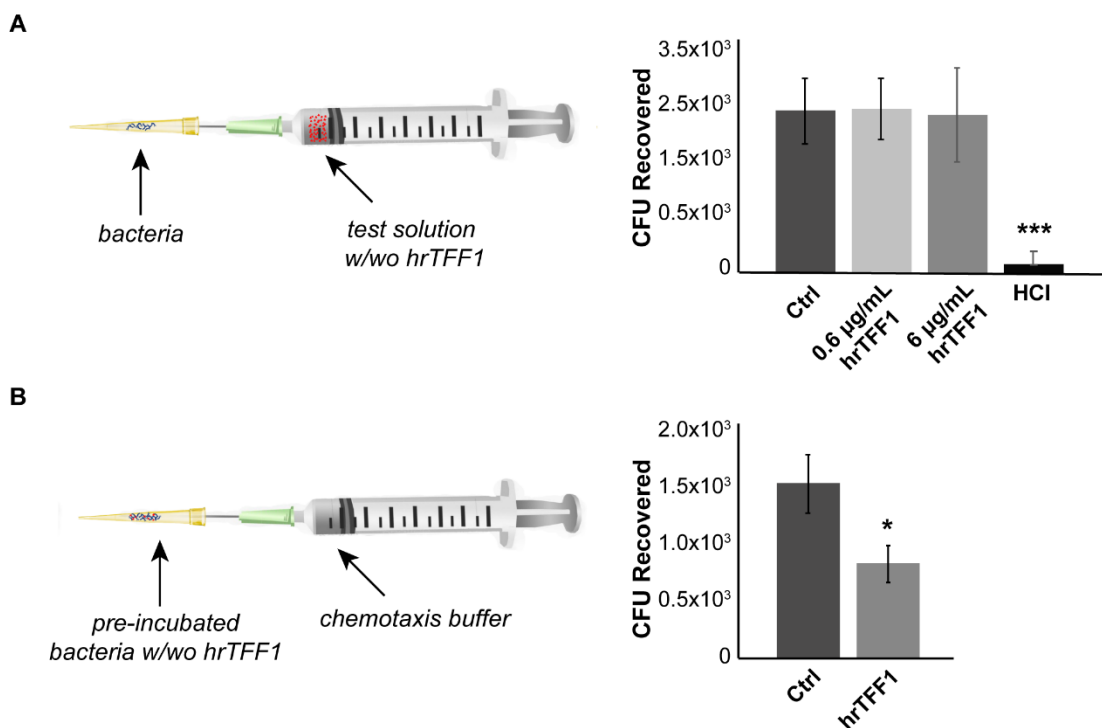 A
bacteria
test solution
w/wo hrTFF1
CFU Recovered
3.5x10³
2.5x10³
1.5x10³
0.5x10³
0
***
Ctrl
0.6 µg/mL
hrTFF1
6 µg/mL
hrTFF1
HCl
B
pre-incubated
bacteria w/wo hrTFF1
chemotaxis buffer
CFU Recovered
2.0x10³
1.5x10³
1.0x10³
0.5x10³
0
*
Ctrl
hrTFF1